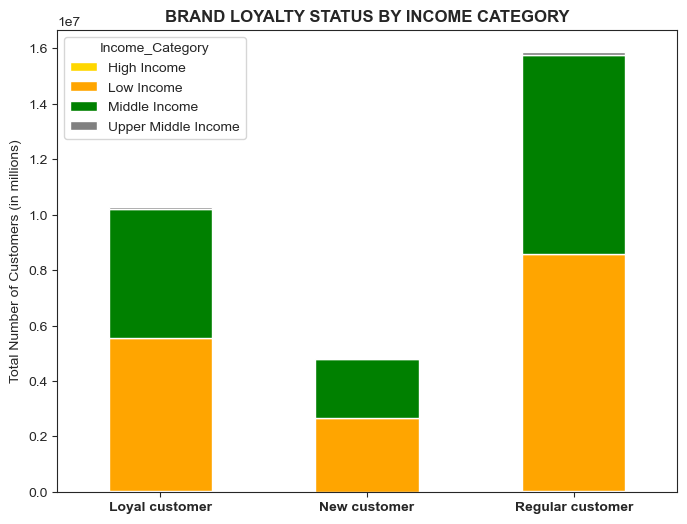 BRAND LOYALTY STATUS BY INCOME CATEGORY
1e7
Income_Category
High Income
Low Income
Middle Income
Upper Middle Income
Total Number of Customers (in millions)
1.6
1.4
1.2
1.0
0.8
0.6
0.4
0.2
0.0
Loyal customer
New customer
Regular customer